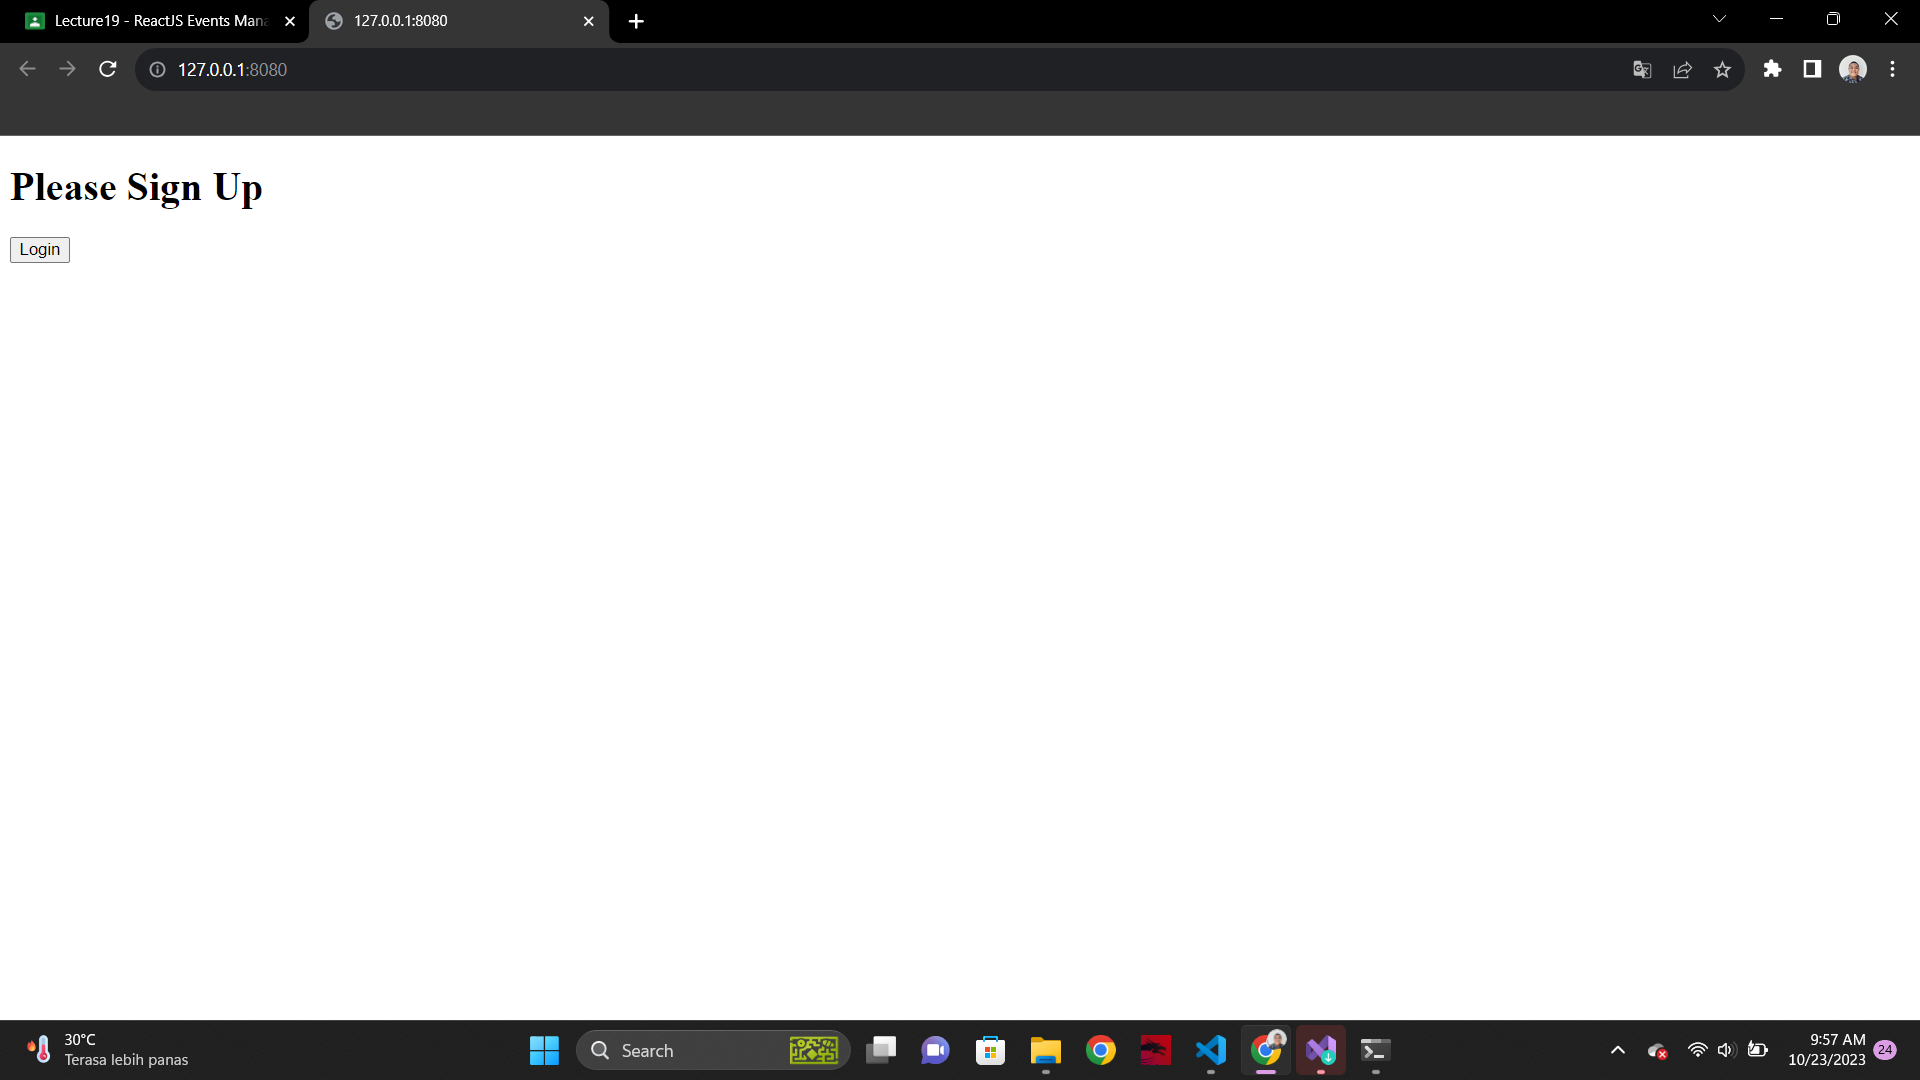 Lecture19 - ReactJS Events Mana
127.0.0.1:8080
127.0.0.1:8080
Please Sign Up
Login
30°C
Terasa lebih panas
Search
9:57 AM
10/23/2023
24